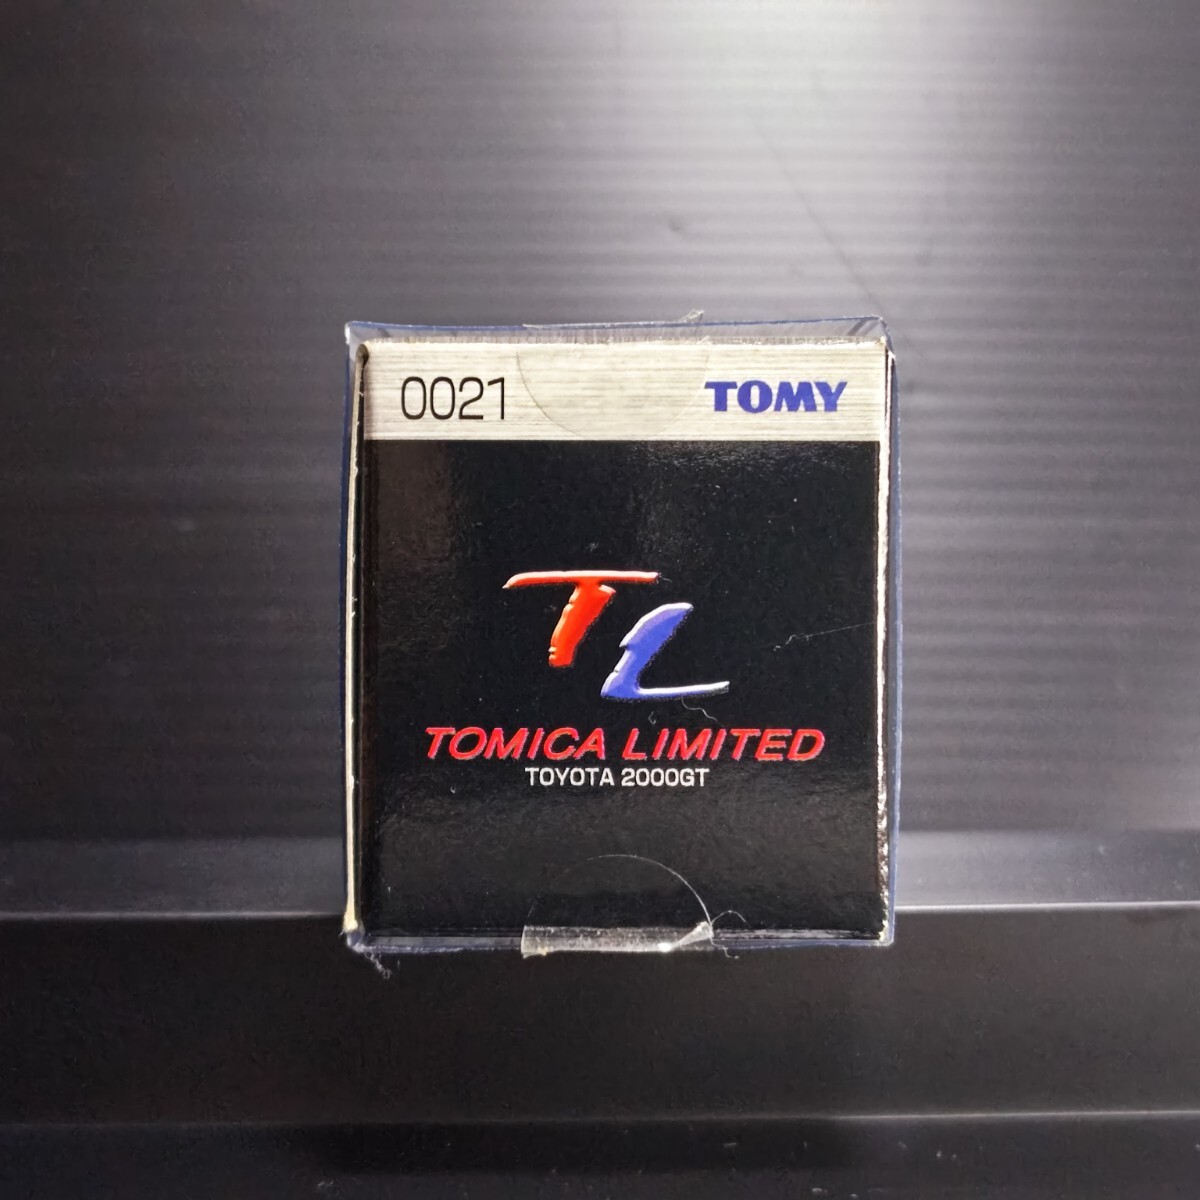 0021 TOMY
TL
TOMICA LIMITED
TOYOTA 2000GT